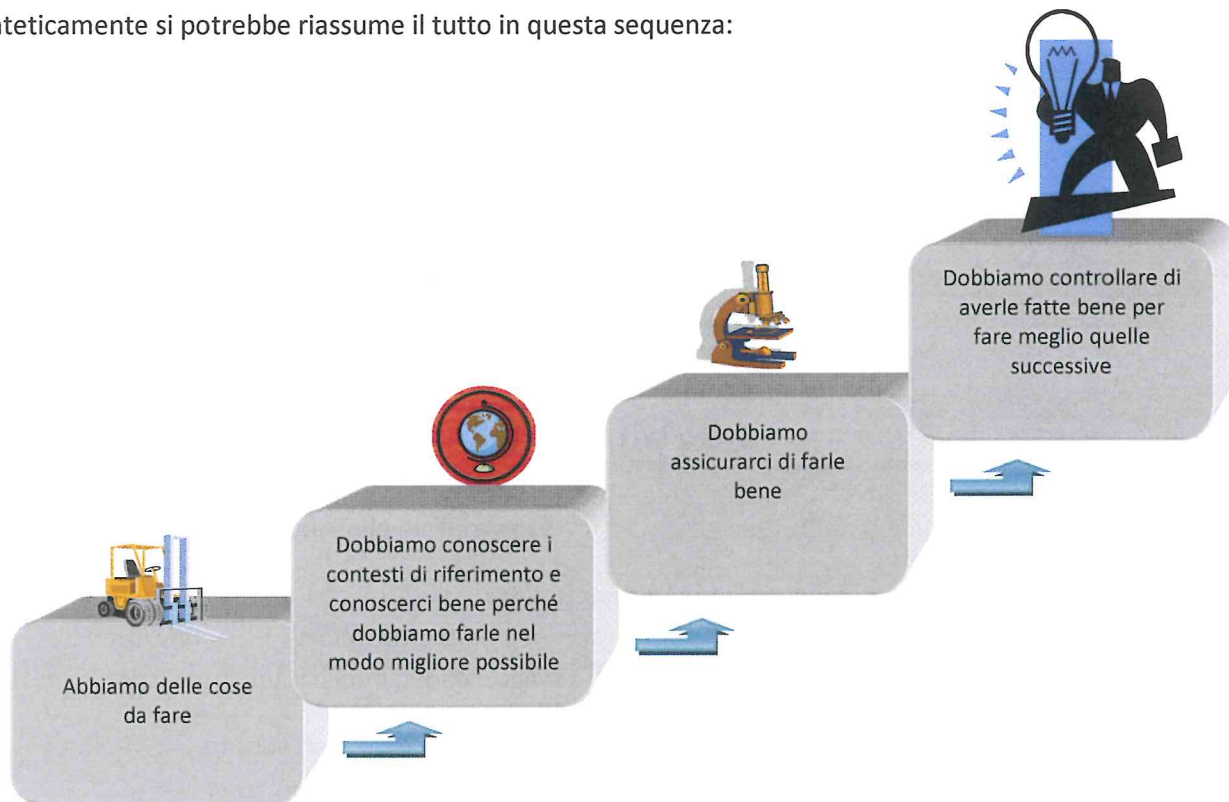 nteticamente si potrebbe riassume il tutto in questa sequenza:
Abbiamo delle cose
da fare
Dobbiamo conoscere i
contesti di riferimento e
conoscerci bene perché
dobbiamo farle nel
modo migliore possibile
Dobbiamo
assicurarci di farle
bene
Dobbiamo controllare di
averle fatte bene per
fare meglio quelle
successive